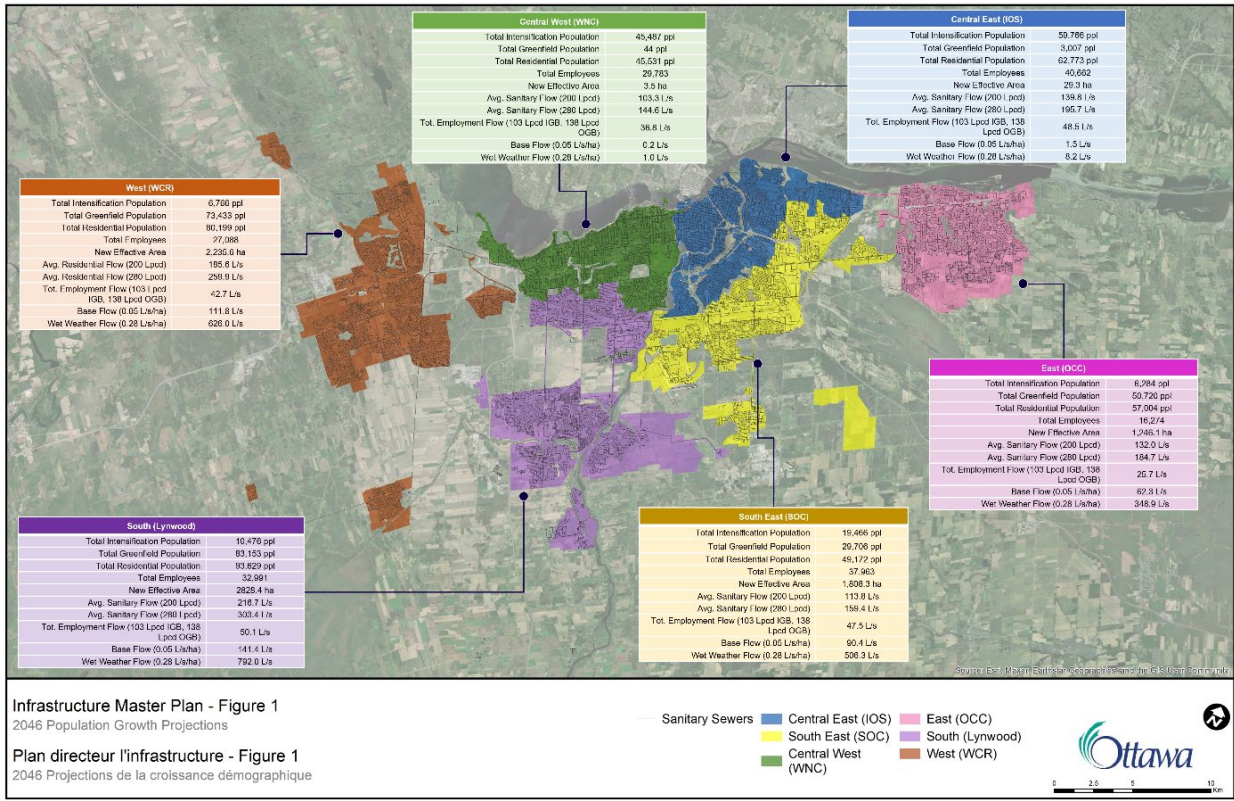 Central West (WNC)
Total Intensification Population 45,487 ppl
Total Greenfield Population 44 ppl
Total Residential Population 45,531 ppl
Total Employees 29,783
New Effective Area 3.5 ha
Avg. Sanitary Flow (200 Lpcd) 103.3 L/s
Avg. Sanitary Flow (280 Lpcd) 144.6 L/s
Tot. Employment Flow (103 Lpcd IGB, 138
Lpcd OGB) 36.8 L/s
Base Flow (0.05 L/s/ha) 0.2 L/s
Wet Weather Flow (0.28 L/s/ha) 1.0 L/s
Central East (IOS)
Total Intensification Population 59,766 ppl
Total Greenfield Population 3,007 ppl
Total Residential Population 62,773 ppl
Total Employees 40,662
New Effective Area 29.3 ha
Avg. Sanitary Flow (200 Lpcd) 139.8 L/s
Avg. Sanitary Flow (280 Lpcd) 195.7 L/s
Tot. Employment Flow (103 Lpcd IGB, 138
Lpcd OGB) 48.5 L/s
Base Flow (0.05 L/s/ha) 1.5 L/s
Wet Weather Flow (0.28 L/s/ha) 8.2 L/s
West (WCR)
Total Intensification Population 6,766 ppl
Total Greenfield Population 73,433 ppl
Total Residential Population 80,199 ppl
Total Employees 27,088
New Effective Area 2,235.6 ha
Avg. Residential Flow (200 Lpcd) 185.6 L/s
Avg. Residential Flow (280 Lpcd) 259.9 L/s
Tot. Employment Flow (103 Lpcd
IGB, 138 Lpcd OGB) 42.7 L/s
Base Flow (0.05 L/s/ha) 111.8 L/s
Wet Weather Flow (0.28 L/s/ha) 626.0 L/s
East (OCC)
Total Intensification Population 6,284 ppl
Total Greenfield Population 50,720 ppl
Total Residential Population 57,004 ppl
Total Employees 16,274
New Effective Area 1,246.1 ha
Avg. Sanitary Flow (200 Lpcd) 132.0 L/s
Avg. Sanitary Flow (280 Lpcd) 184.7 L/s
Tot. Employment Flow (103 Lpcd IGB, 138
Lpcd OGB) 25.7 L/s
Base Flow (0.05 L/s/ha) 62.3 L/s
Wet Weather Flow (0.28 L/s/ha) 348.9 L/s
South (Lynwood)
Total Intensification Population 10,476 ppl
Total Greenfield Population 83,153 ppl
Total Residential Population 93,629 ppl
Total Employees 32,991
New Effective Area 2828.4 ha
Avg. Sanitary Flow (200 Lpcd) 216.7 L/s
Avg. Sanitary Flow (280 Lpcd) 303.4 L/s
Tot. Employment Flow (103 Lpcd IGB, 138
Lpcd OGB) 50.1 L/s
Base Flow (0.05 L/s/ha) 141.4 L/s
Wet Weather Flow (0.28 L/s/ha) 792.0 L/s
South East (SOC)
Total Intensification Population 19,466 ppl
Total Greenfield Population 29,706 ppl
Total Residential Population 49,172 ppl
Total Employees 37,963
New Effective Area 1,808.3 ha
Avg. Sanitary Flow (200 Lpcd) 113.8 L/s
Avg. Sanitary Flow (280 Lpcd) 159.4 L/s
Tot. Employment Flow (103 Lpcd IGB, 138
Lpcd OGB) 47.5 L/s
Base Flow (0.05 L/s/ha) 90.4 L/s
Wet Weather Flow (0.28 L/s/ha) 506.3 L/s
Source: Esri, Maxar, Earthstar Geographics, and the GIS User Community
Infrastructure Master Plan - Figure 1
2046 Population Growth Projections
Plan directeur l'infrastructure - Figure 1
2046 Projections de la croissance démographique
Sanitary Sewers
Central East (IOS)
South East (SOC)
Central West
(WNC)
East (OCC)
South (Lynwood)
West (WCR)
Ottawa
0 2.5 5 10
Km